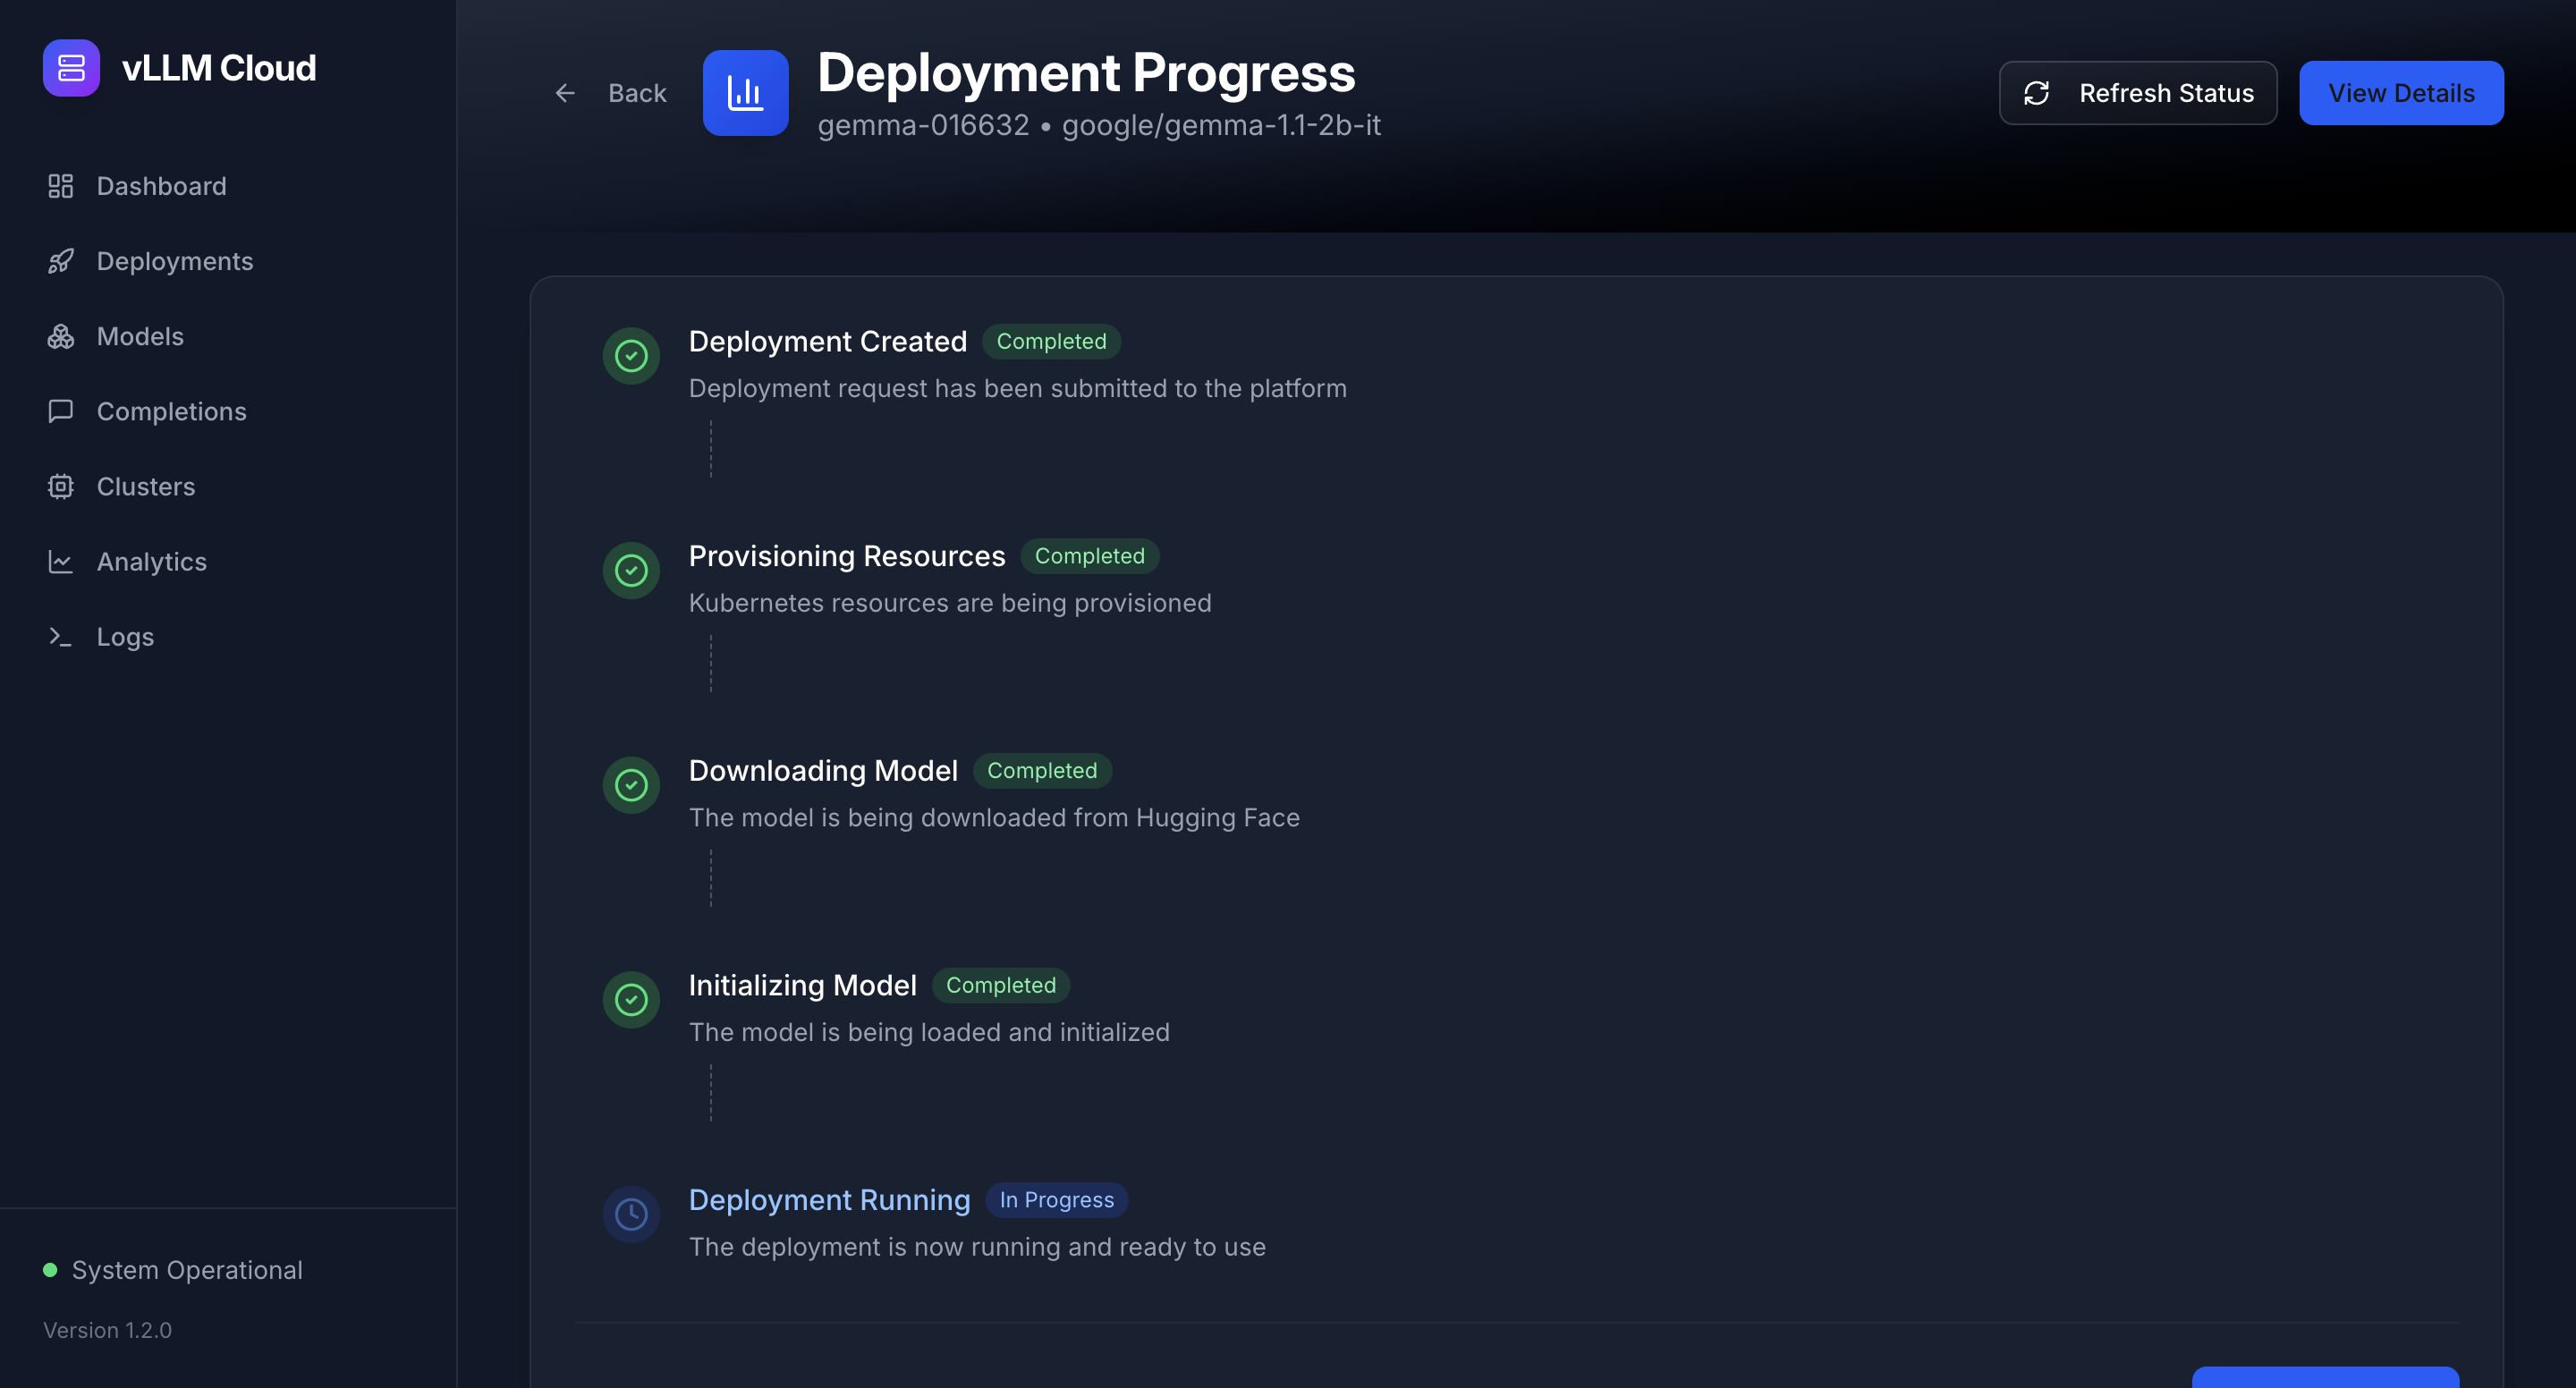 vLLM Cloud
Dashboard
Deployments
Models
Completions
Clusters
Analytics
Logs
System Operational
Version 1.2.0
Back
Deployment Progress
gemma-016632 • google/gemma-1.1-2b-it
Refresh Status
View Details
Deployment Created Completed
Deployment request has been submitted to the platform
Provisioning Resources Completed
Kubernetes resources are being provisioned
Downloading Model Completed
The model is being downloaded from Hugging Face
Initializing Model Completed
The model is being loaded and initialized
Deployment Running In Progress
The deployment is now running and ready to use